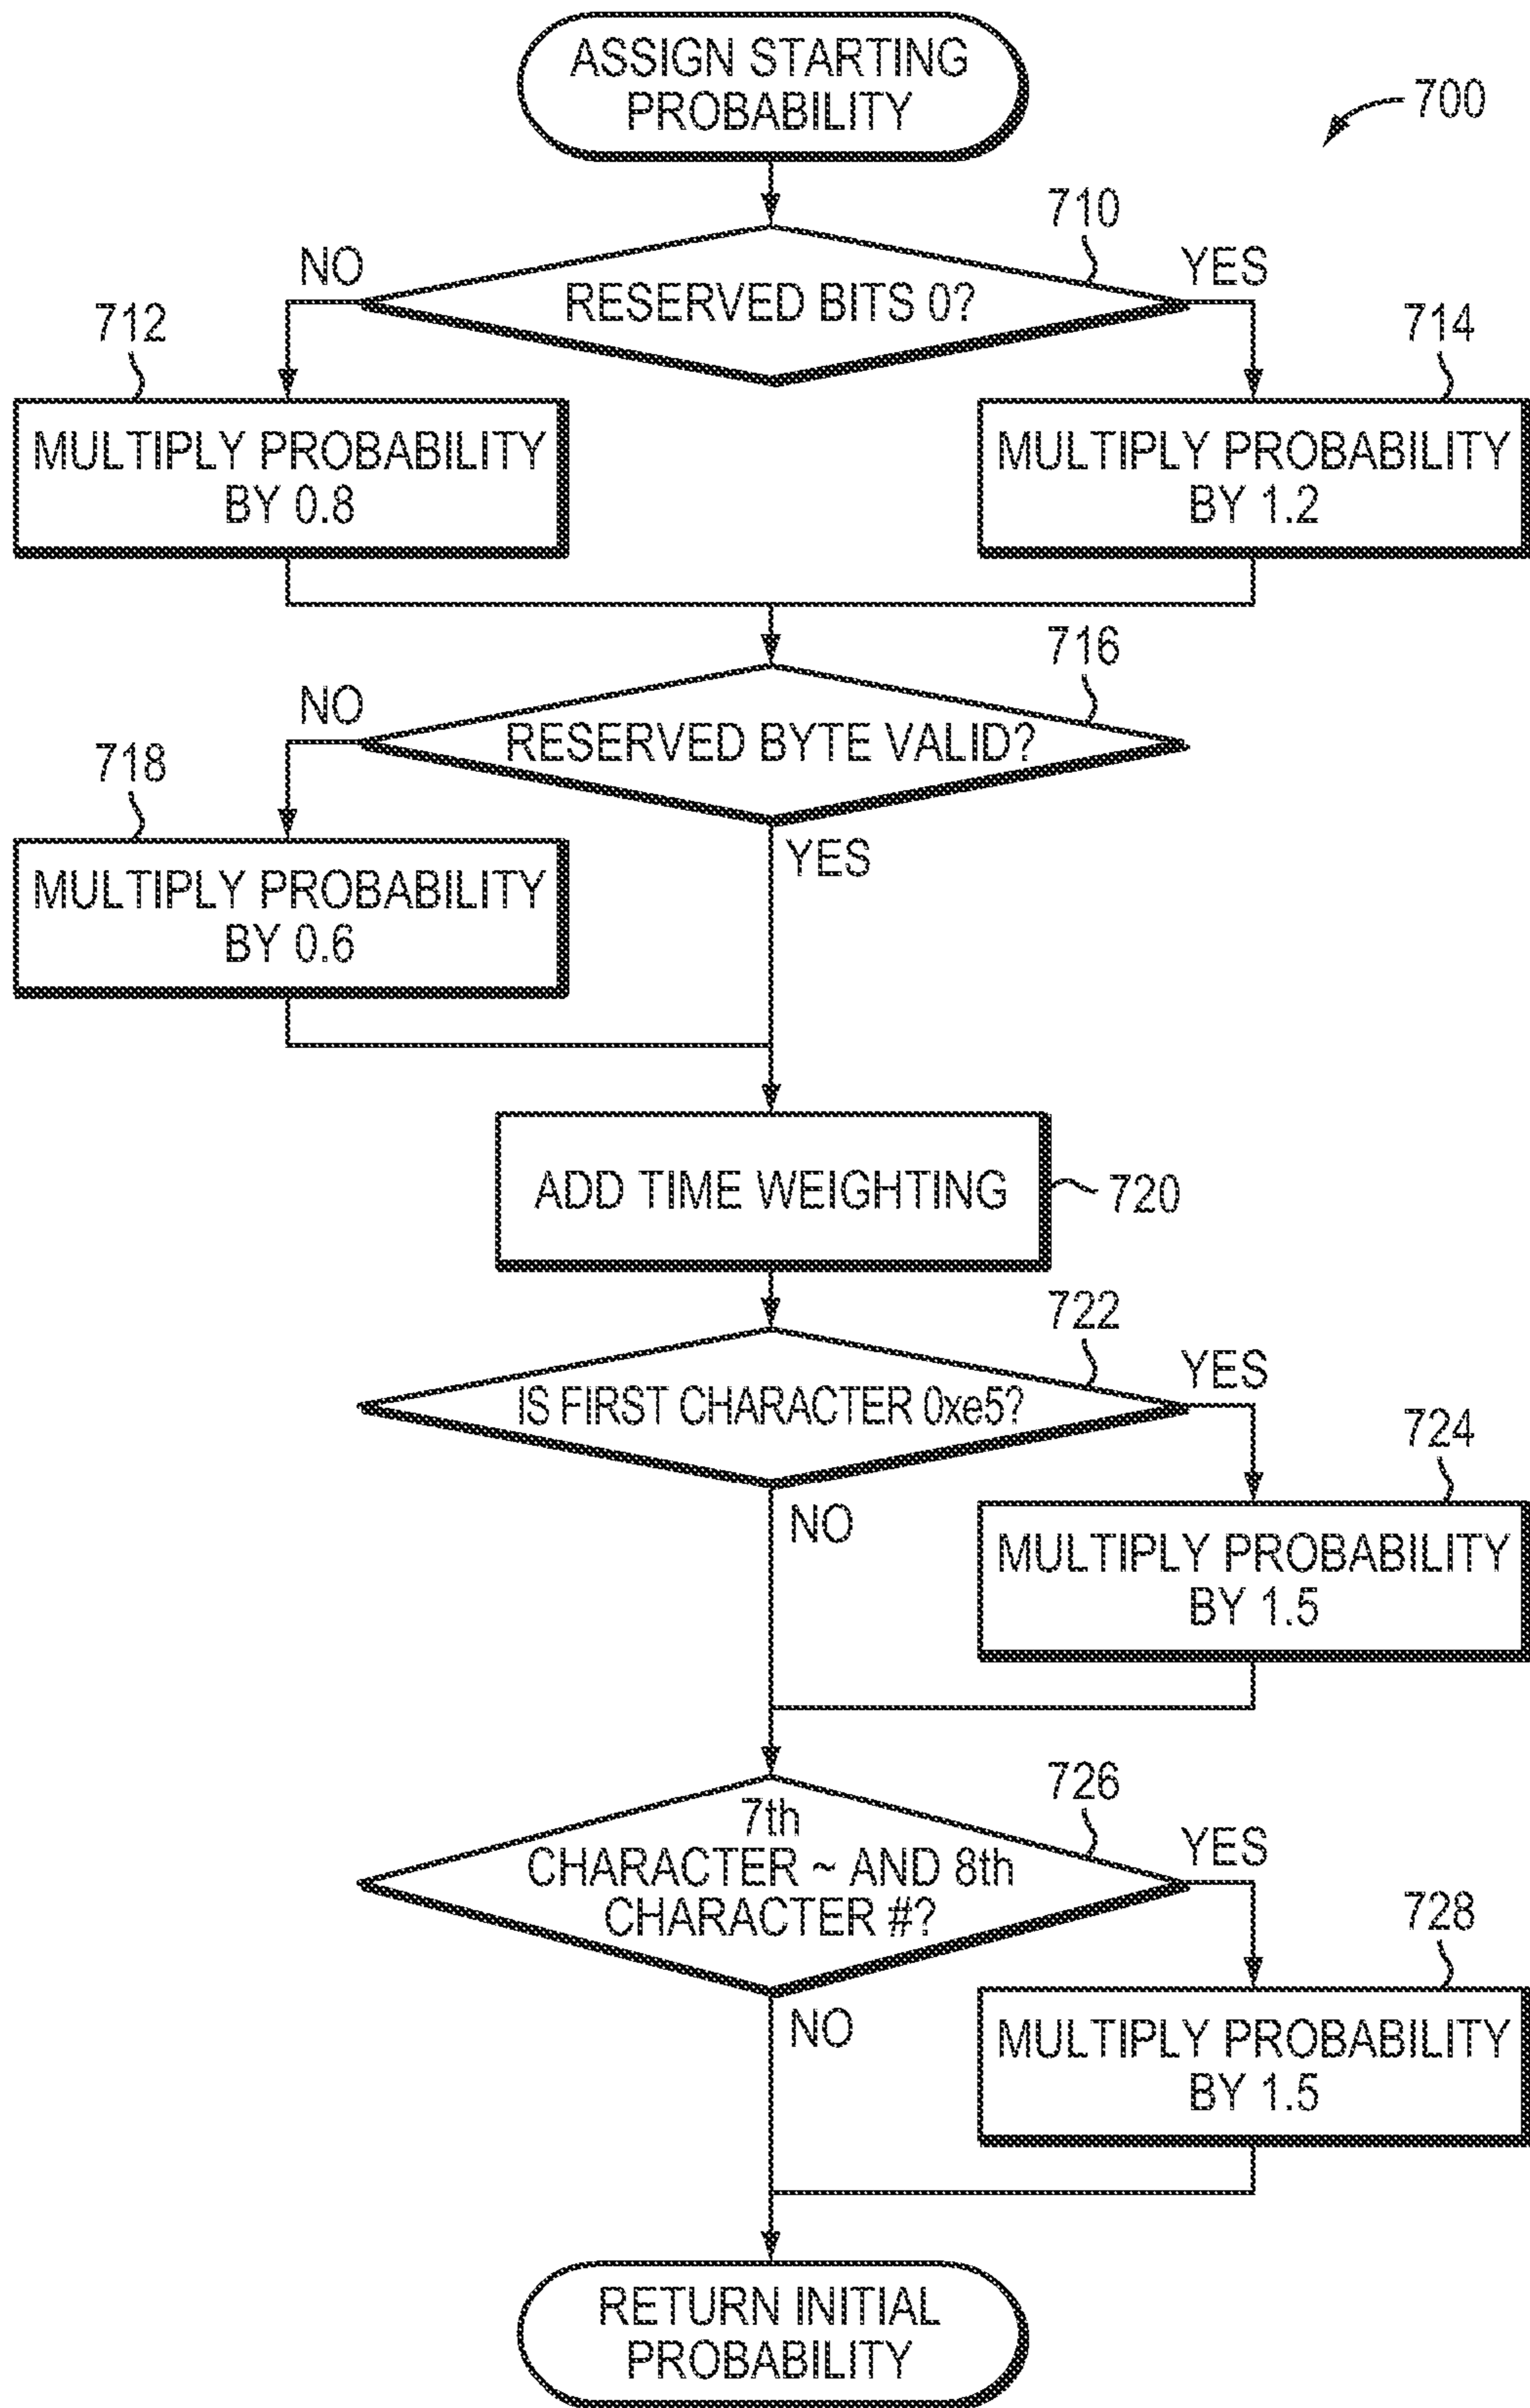 ASSIGN STARTING
PROBABILITY
700
710
NO
YES
RESERVED BITS 0?
712
714
MULTIPLY PROBABILITY
BY 0.8
MULTIPLY PROBABILITY
BY 1.2
716
NO
RESERVED BYTE VALID?
718
YES
MULTIPLY PROBABILITY
BY 0.6
ADD TIME WEIGHTING
720
722
YES
IS FIRST CHARACTER 0xe5?
724
NO
MULTIPLY PROBABILITY
BY 1.5
726
7th
YES
CHARACTER ~ AND 8th
CHARACTER #?
728
NO
MULTIPLY PROBABILITY
BY 1.5
RETURN INITIAL
PROBABILITY